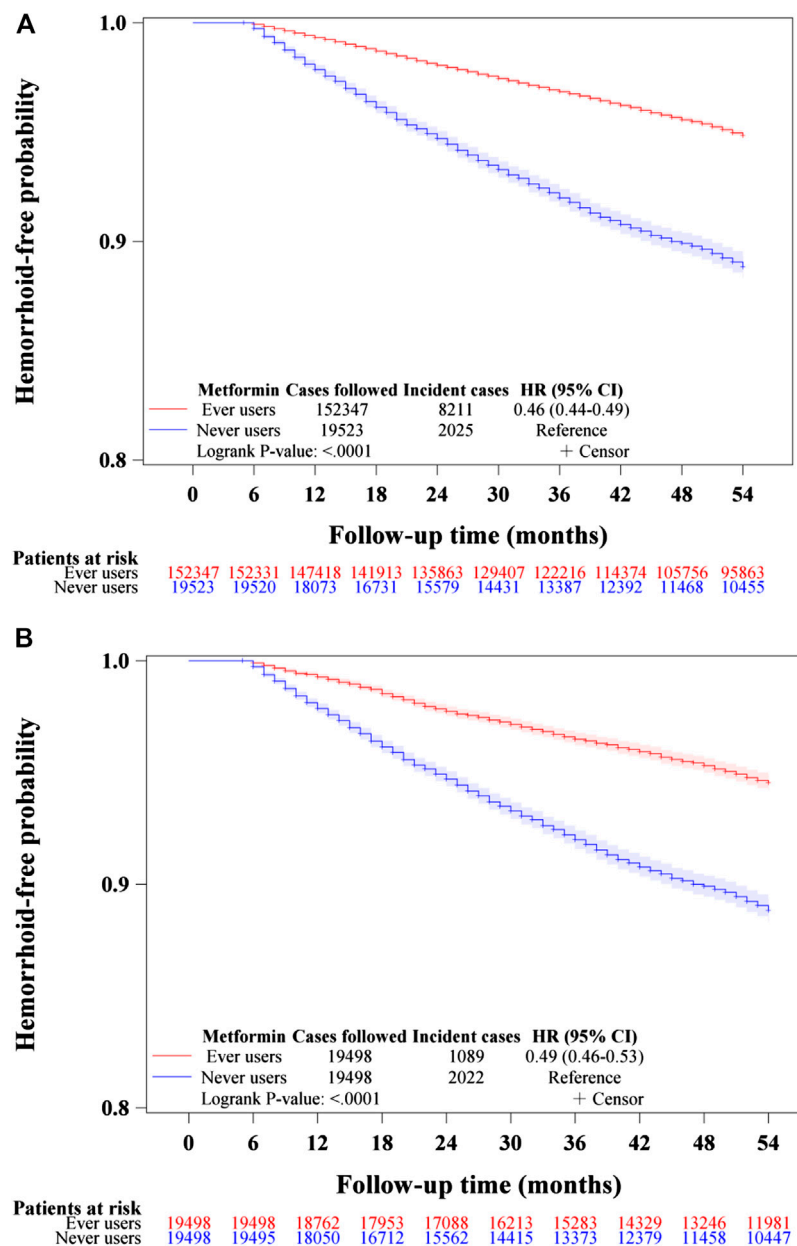 A
1.0
0.9
0.8
Hemorrhoid-free probability
Metformin Cases followed Incident cases HR (95% CI)
Ever users 152347 8211 0.46 (0.44-0.49)
Never users 19523 2025 Reference
Logrank P-value: <.0001 + Censor
0 6 12 18 24 30 36 42 48 54
Follow-up time (months)
Patients at risk
Ever users 152347 152331 147418 141913 135863 129407 122216 114374 105756 95863
Never users 19523 19520 18073 16731 15579 14431 13387 12392 11468 10455
B
1.0
0.9
0.8
Hemorrhoid-free probability
Metformin Cases followed Incident cases HR (95% CI)
Ever users 19498 1089 0.49 (0.46-0.53)
Never users 19498 2022 Reference
Logrank P-value: <.0001 + Censor
0 6 12 18 24 30 36 42 48 54
Follow-up time (months)
Patients at risk
Ever users 19498 19498 18762 17953 17088 16213 15283 14329 13246 11981
Never users 19498 19495 18050 16712 15562 14415 13373 12379 11458 10447